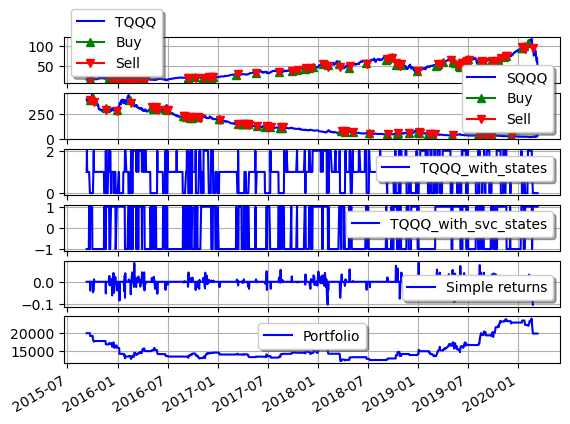 TQQQ
Buy
Sell
100
50
SQQQ
Buy
Sell
250
0
2
0
TQQQ_with_states
1
0
−1
TQQQ_with_svc_states
0.0
−0.1
Simple returns
20000
15000
Portfolio
2015-07
2016-01
2016-07
2017-01
2017-07
2018-01
2018-07
2019-01
2019-07
2020-01